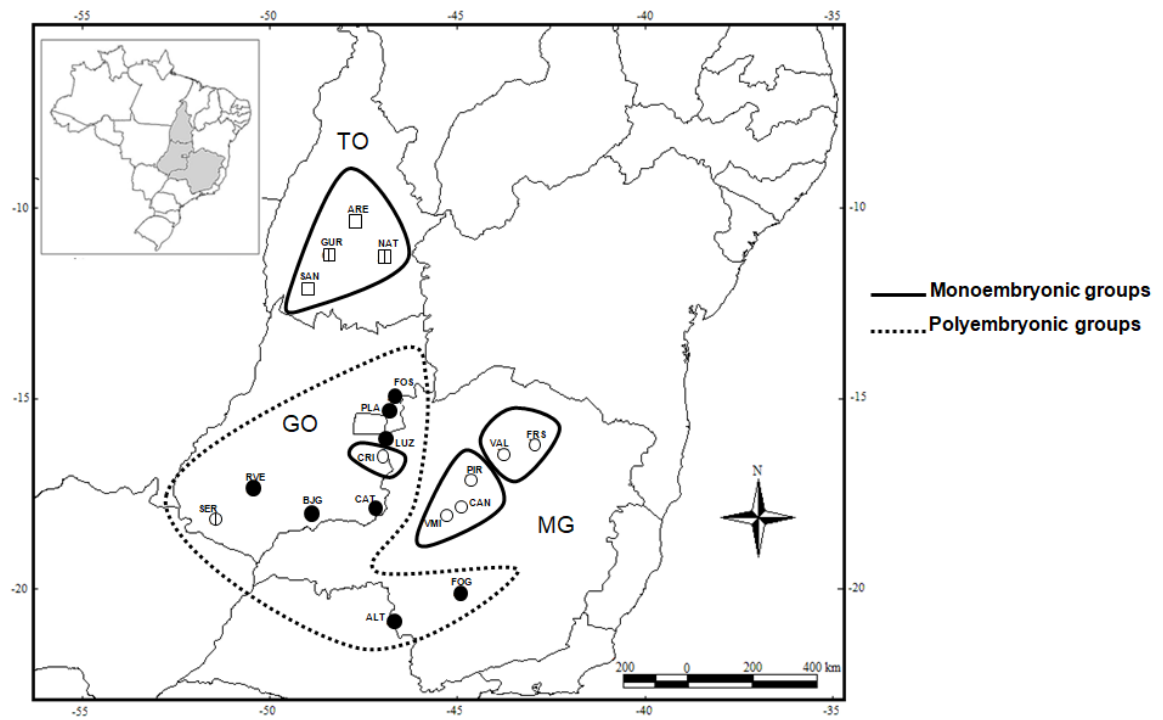 -55 -50 -45 -40 -35
TO
-10 -10
ARE
GUR NAT
SAN
Monoembryonic groups
Polyembryonic groups
FOS
-15 -15
PLA
GO
LUZ
VAL FRS
CRI
PIR
RVE
CAN
BJG CAT
SER
VMI
MG
N
-20 -20
FOG
ALT
200 0 200 400 km
-55 -50 -45 -40 -35